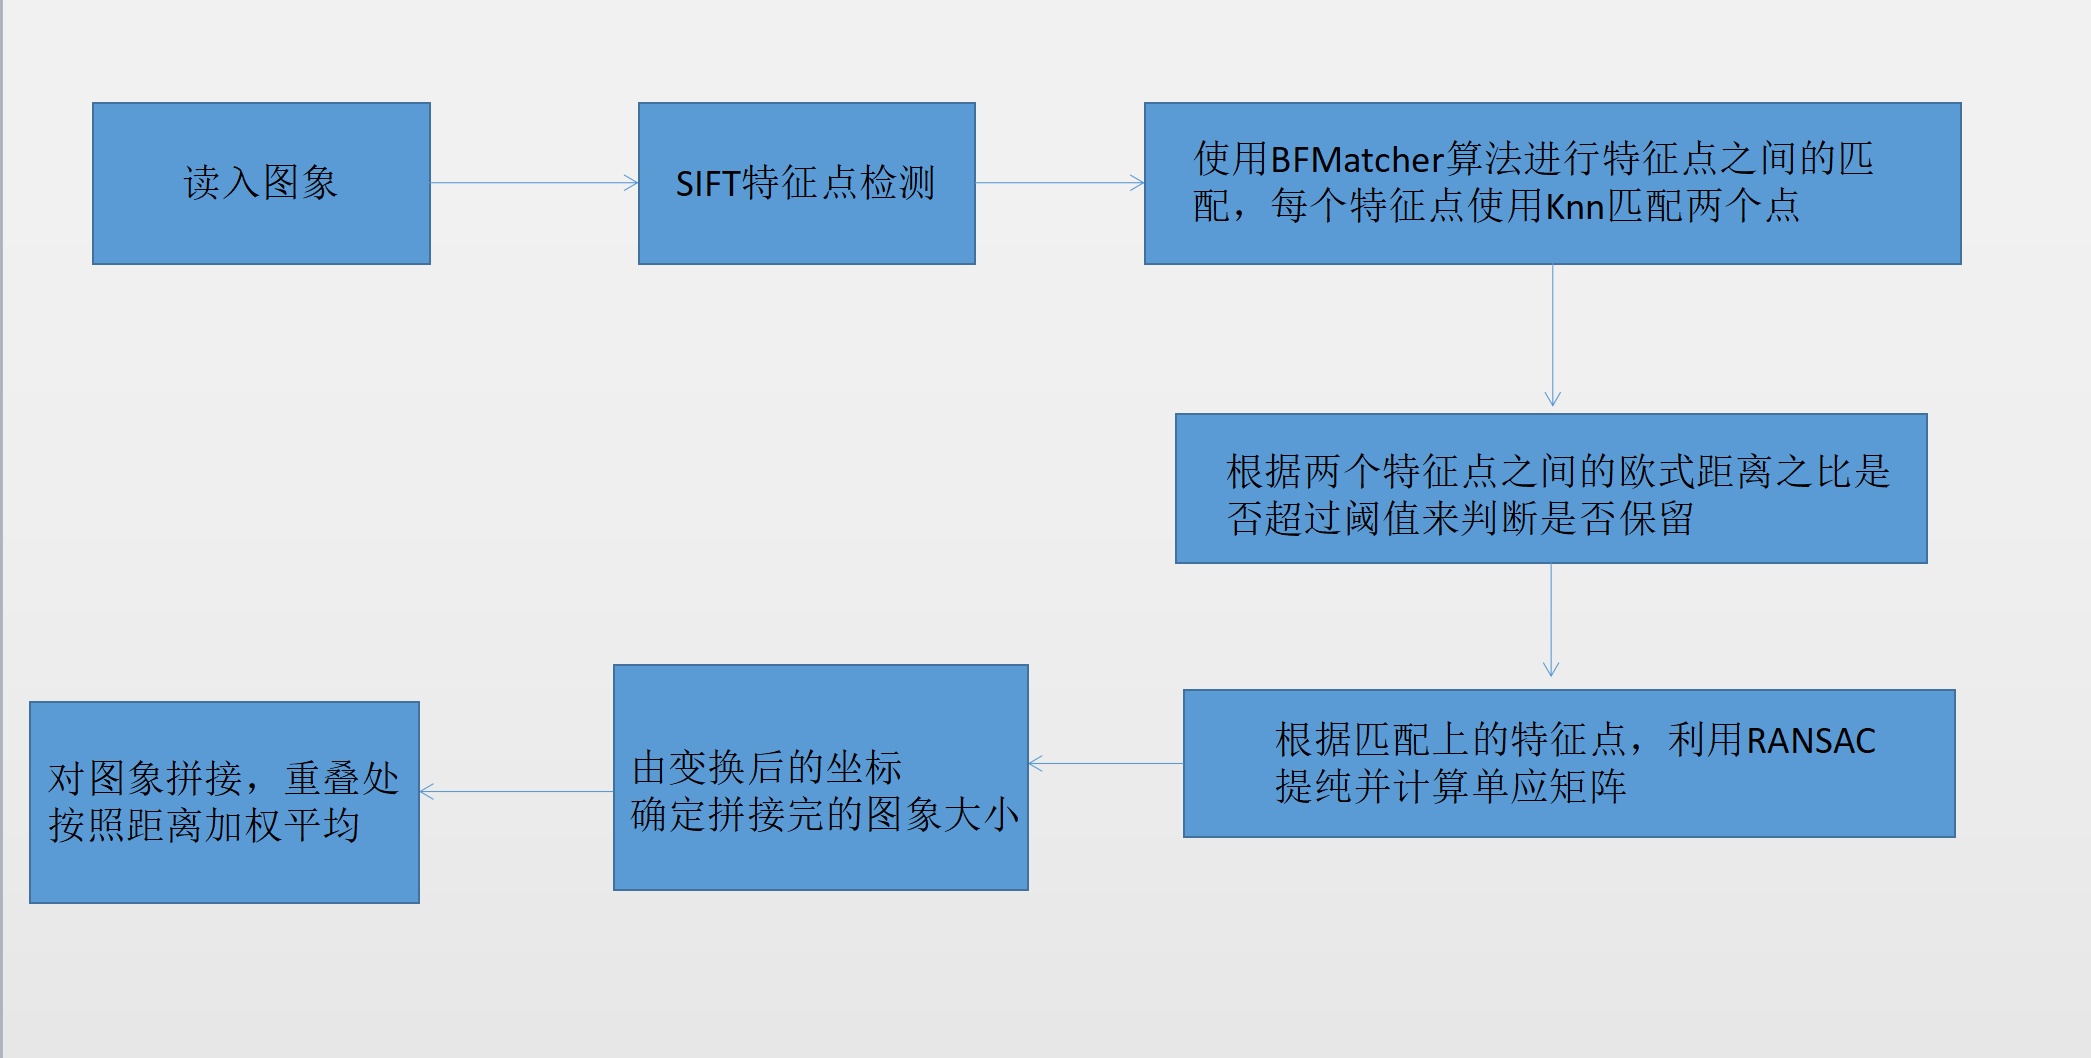 读入图象
SIFT特征点检测
使用BFMatcher算法进行特征点之间的匹
配，每个特征点使用Knn匹配两个点
根据两个特征点之间的欧式距离之比是
否超过阈值来判断是否保留
根据匹配上的特征点，利用RANSAC
提纯并计算单应矩阵
由变换后的坐标
确定拼接完的图象大小
对图象拼接，重叠处
按照距离加权平均